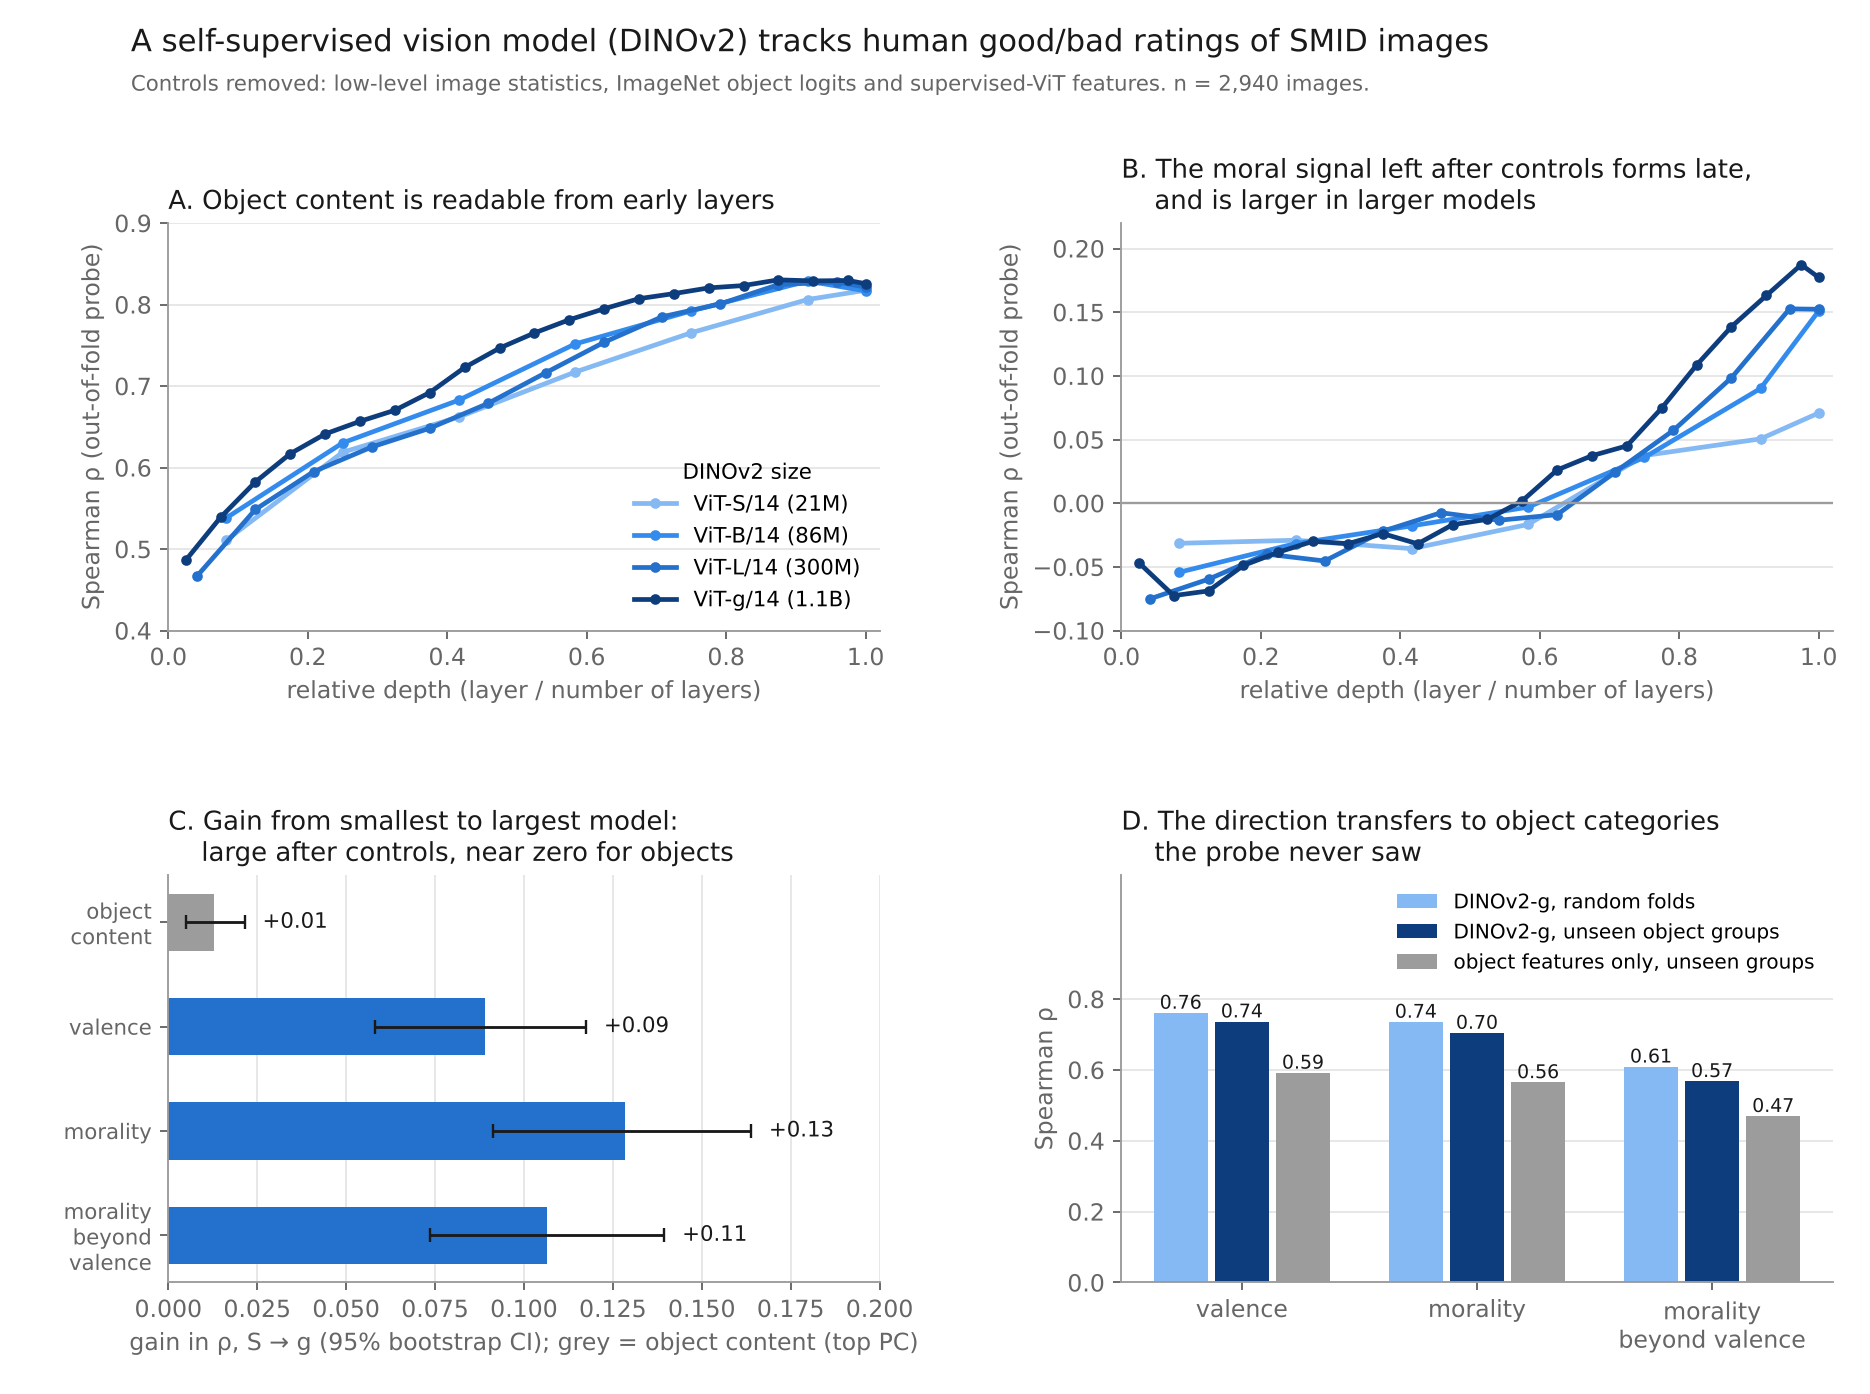 A self-supervised vision model (DINOv2) tracks human good/bad ratings of SMID images
Controls removed: low-level image statistics, ImageNet object logits and supervised-ViT features. n = 2,940 images.
A. Object content is readable from early layers
Spearman ρ (out-of-fold probe)
0.9
0.8
0.7
0.6
0.5
0.4
DINOv2 size
ViT-S/14 (21M)
ViT-B/14 (86M)
ViT-L/14 (300M)
ViT-g/14 (1.1B)
0.0 0.2 0.4 0.6 0.8 1.0
relative depth (layer / number of layers)
B. The moral signal left after controls forms late,
and is larger in larger models
Spearman ρ (out-of-fold probe)
0.20
0.15
0.10
0.05
0.00
−0.05
−0.10
0.0 0.2 0.4 0.6 0.8 1.0
relative depth (layer / number of layers)
C. Gain from smallest to largest model:
large after controls, near zero for objects
object
content
+0.01
valence
+0.09
morality
+0.13
morality
beyond
valence
+0.11
0.000 0.025 0.050 0.075 0.100 0.125 0.150 0.175 0.200
gain in ρ, S → g (95% bootstrap CI); grey = object content (top PC)
D. The direction transfers to object categories
the probe never saw
DINOv2-g, random folds
DINOv2-g, unseen object groups
object features only, unseen groups
Spearman ρ
0.8
0.6
0.4
0.2
0.0
0.76 0.74 0.59
0.74 0.70 0.56
0.61 0.57 0.47
valence
morality
morality
beyond valence